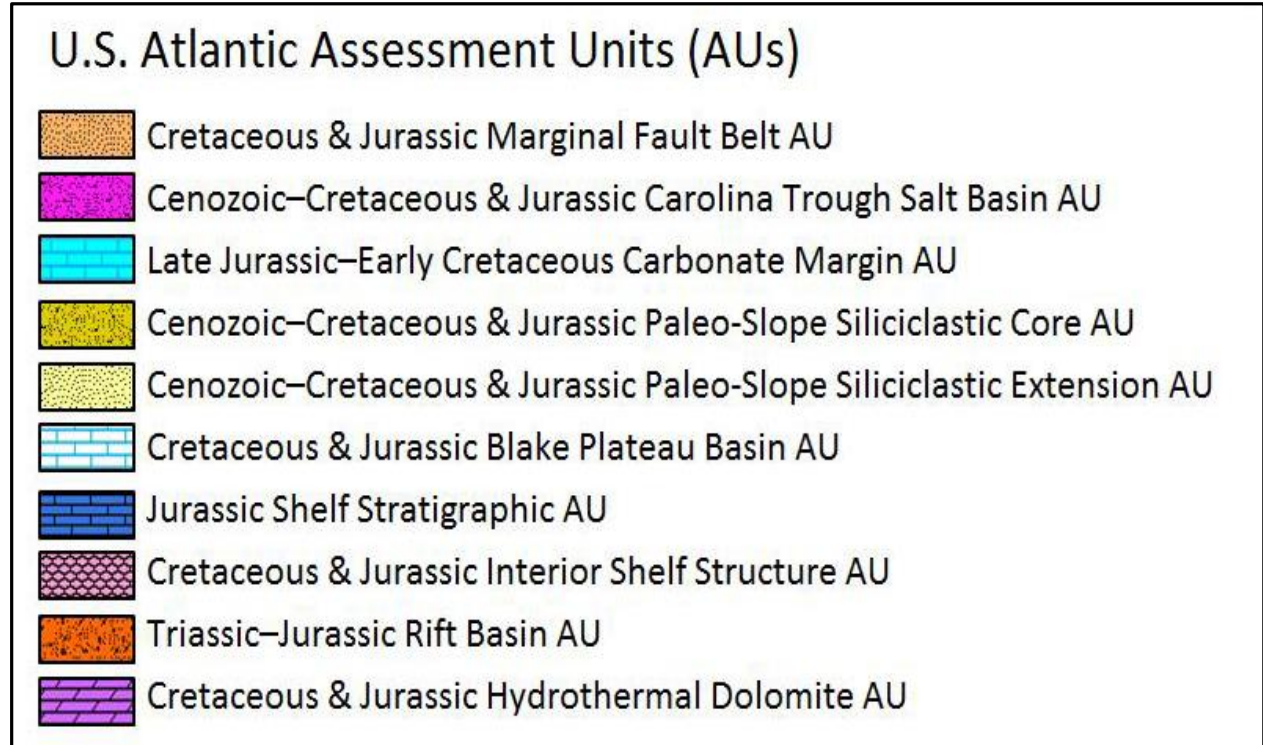 U.S. Atlantic Assessment Units (AUs)
Cretaceous & Jurassic Marginal Fault Belt AU
Cenozoic–Cretaceous & Jurassic Carolina Trough Salt Basin AU
Late Jurassic–Early Cretaceous Carbonate Margin AU
Cenozoic–Cretaceous & Jurassic Paleo-Slope Siliciclastic Core AU
Cenozoic–Cretaceous & Jurassic Paleo-Slope Siliciclastic Extension AU
Cretaceous & Jurassic Blake Plateau Basin AU
Jurassic Shelf Stratigraphic AU
Cretaceous & Jurassic Interior Shelf Structure AU
Triassic–Jurassic Rift Basin AU
Cretaceous & Jurassic Hydrothermal Dolomite AU